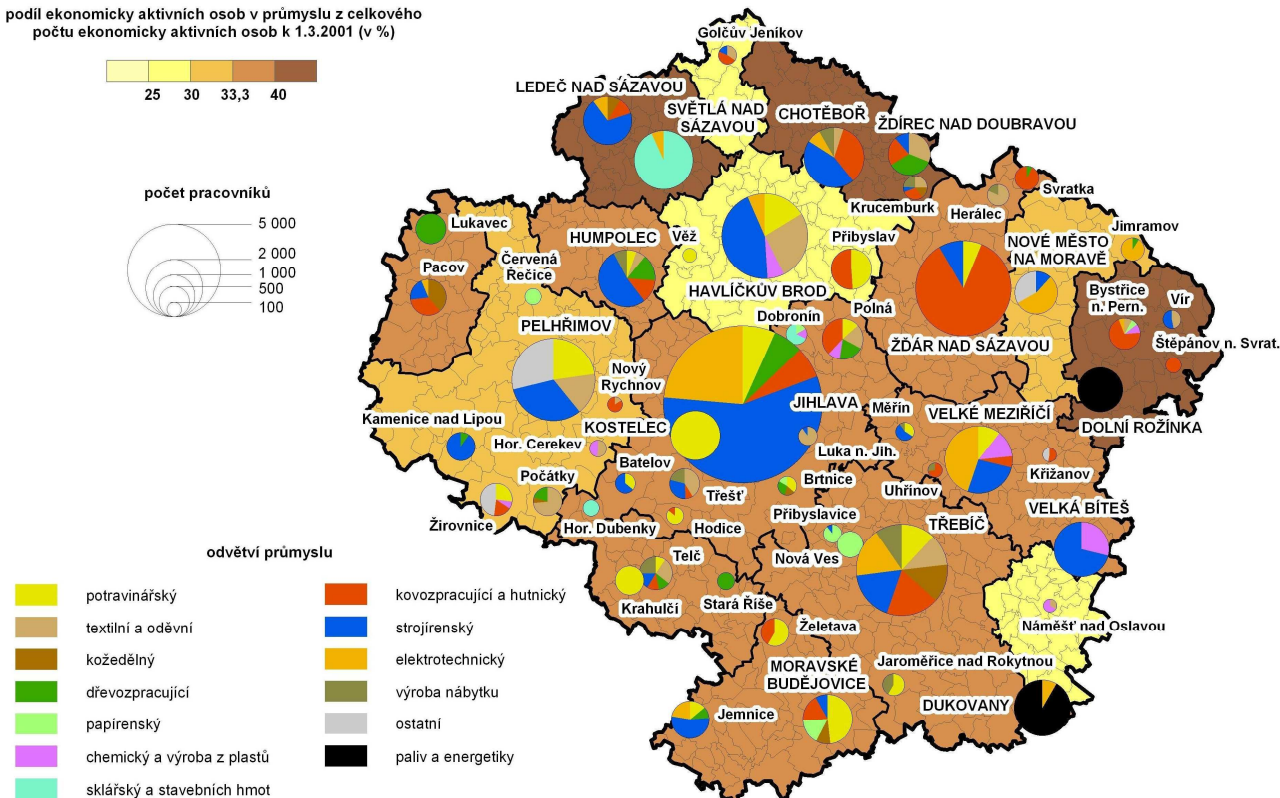 podíl ekonomicky aktivních osob v průmyslu z celkového
počtu ekonomicky aktivních osob k 1.3.2001 (v %)
25 30 33,3 40
počet pracovníků
5 000
2 000
1 000
500
100
Golčův Jeníkov
LEDEČ NAD SÁZAVOU
SVĚTLÁ NAD
SÁZAVOU
CHOTĚBOŘ
ŽDÍREC NAD DOUBRAVOU
Krucemburk
Herálec
Svratka
Jimramov
Lukavec
Pacov
HUMPOLEC
Věž
Přibyslav
NOVÉ MĚSTO
NA MORAVĚ
Červená
Řečice
HAVLÍČKŮV BROD
Bystřice
n. Pern.
Vír
Štěpánov n. Svrat.
Dobronín
Polná
ŽĎÁR NAD SÁZAVOU
PELHŘIMOV
Nový
Rychnov
JIHLAVA
Měřín
VELKÉ MEZIŘÍČÍ
DOLNÍ ROŽÍNKA
Kamenice nad Lipou
Hor. Cerekev
KOSTELEC
Luka n. Jih.
Křižanov
Batelov
Počátky
Třešť
Brtnice
Uhřínov
Žirovnice
Hor. Dubenky
Hodice
Přibyslavice
TŘEBÍČ
VELKÁ BÍTEŠ
Nová Ves
Telč
Krahulčí
Stará Říše
Želetava
Náměšť nad Oslavou
MORAVSKÉ
BUDĚJOVICE
Jaroměřice nad Rokytnou
DUKOVANY
Jemnice
odvětví průmyslu
potravinářský
textilní a oděvní
kožedělný
dřevozpracující
papírenský
chemický a výroba z plastů
sklářský a stavebních hmot
kovozpracující a hutnický
strojírenský
elektrotechnický
výroba nábytku
ostatní
paliv a energetiky